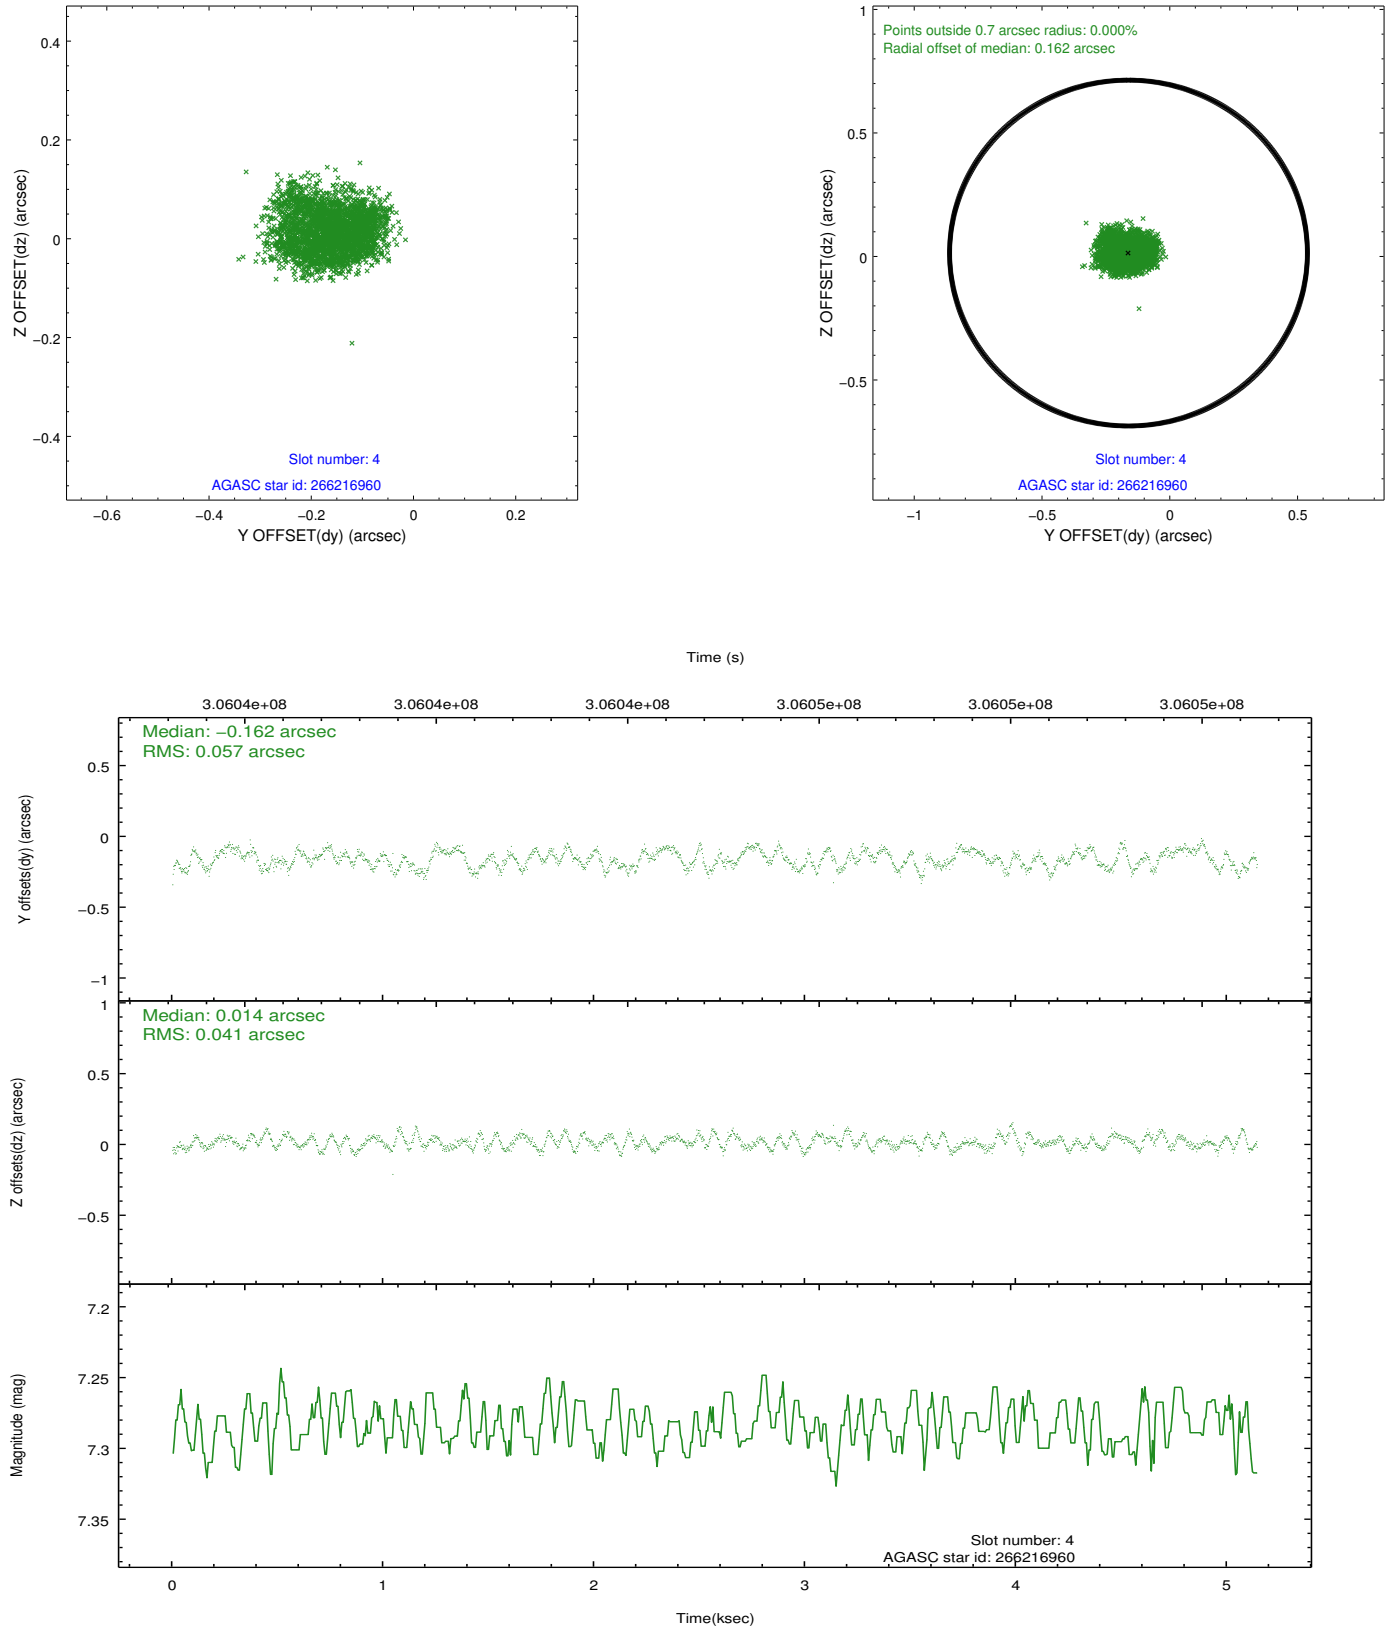 0.4
0.2
0
−0.2
−0.4
Z OFFSET(dz) (arcsec)
Slot number: 4
AGASC star id: 266216960
−0.6 −0.4 −0.2 0 0.2
Y OFFSET(dy) (arcsec)
Points outside 0.7 arcsec radius: 0.000%
Radial offset of median: 0.162 arcsec
1
0.5
0
−0.5
Z OFFSET(dz) (arcsec)
Slot number: 4
AGASC star id: 266216960
−1 −0.5 0 0.5
Y OFFSET(dy) (arcsec)
Time (s)
3.0604e+08 3.0604e+08 3.0604e+08 3.0605e+08 3.0605e+08 3.0605e+08
Median: −0.162 arcsec
RMS: 0.057 arcsec
0.5
0
−0.5
−1
Y offsets(dy) (arcsec)
Median: 0.014 arcsec
RMS: 0.041 arcsec
1
0.5
0
−0.5
Z offsets(dz) (arcsec)
7.2
7.25
7.3
7.35
Magnitude (mag)
Slot number: 4
AGASC star id: 266216960
0 1 2 3 4 5
Time(ksec)